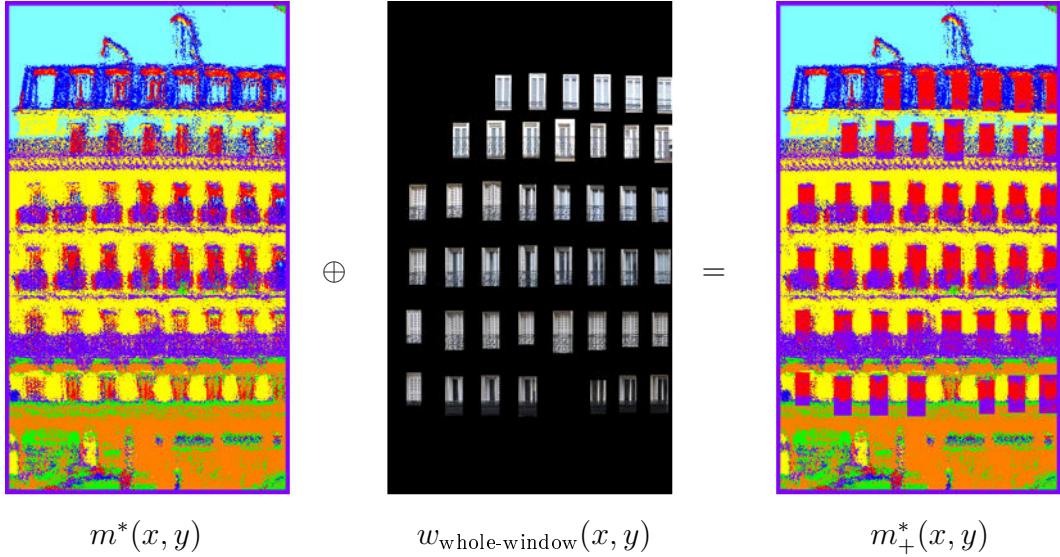 ⊕ =
m*(x, y) w_whole-window(x, y) m*_+(x, y)